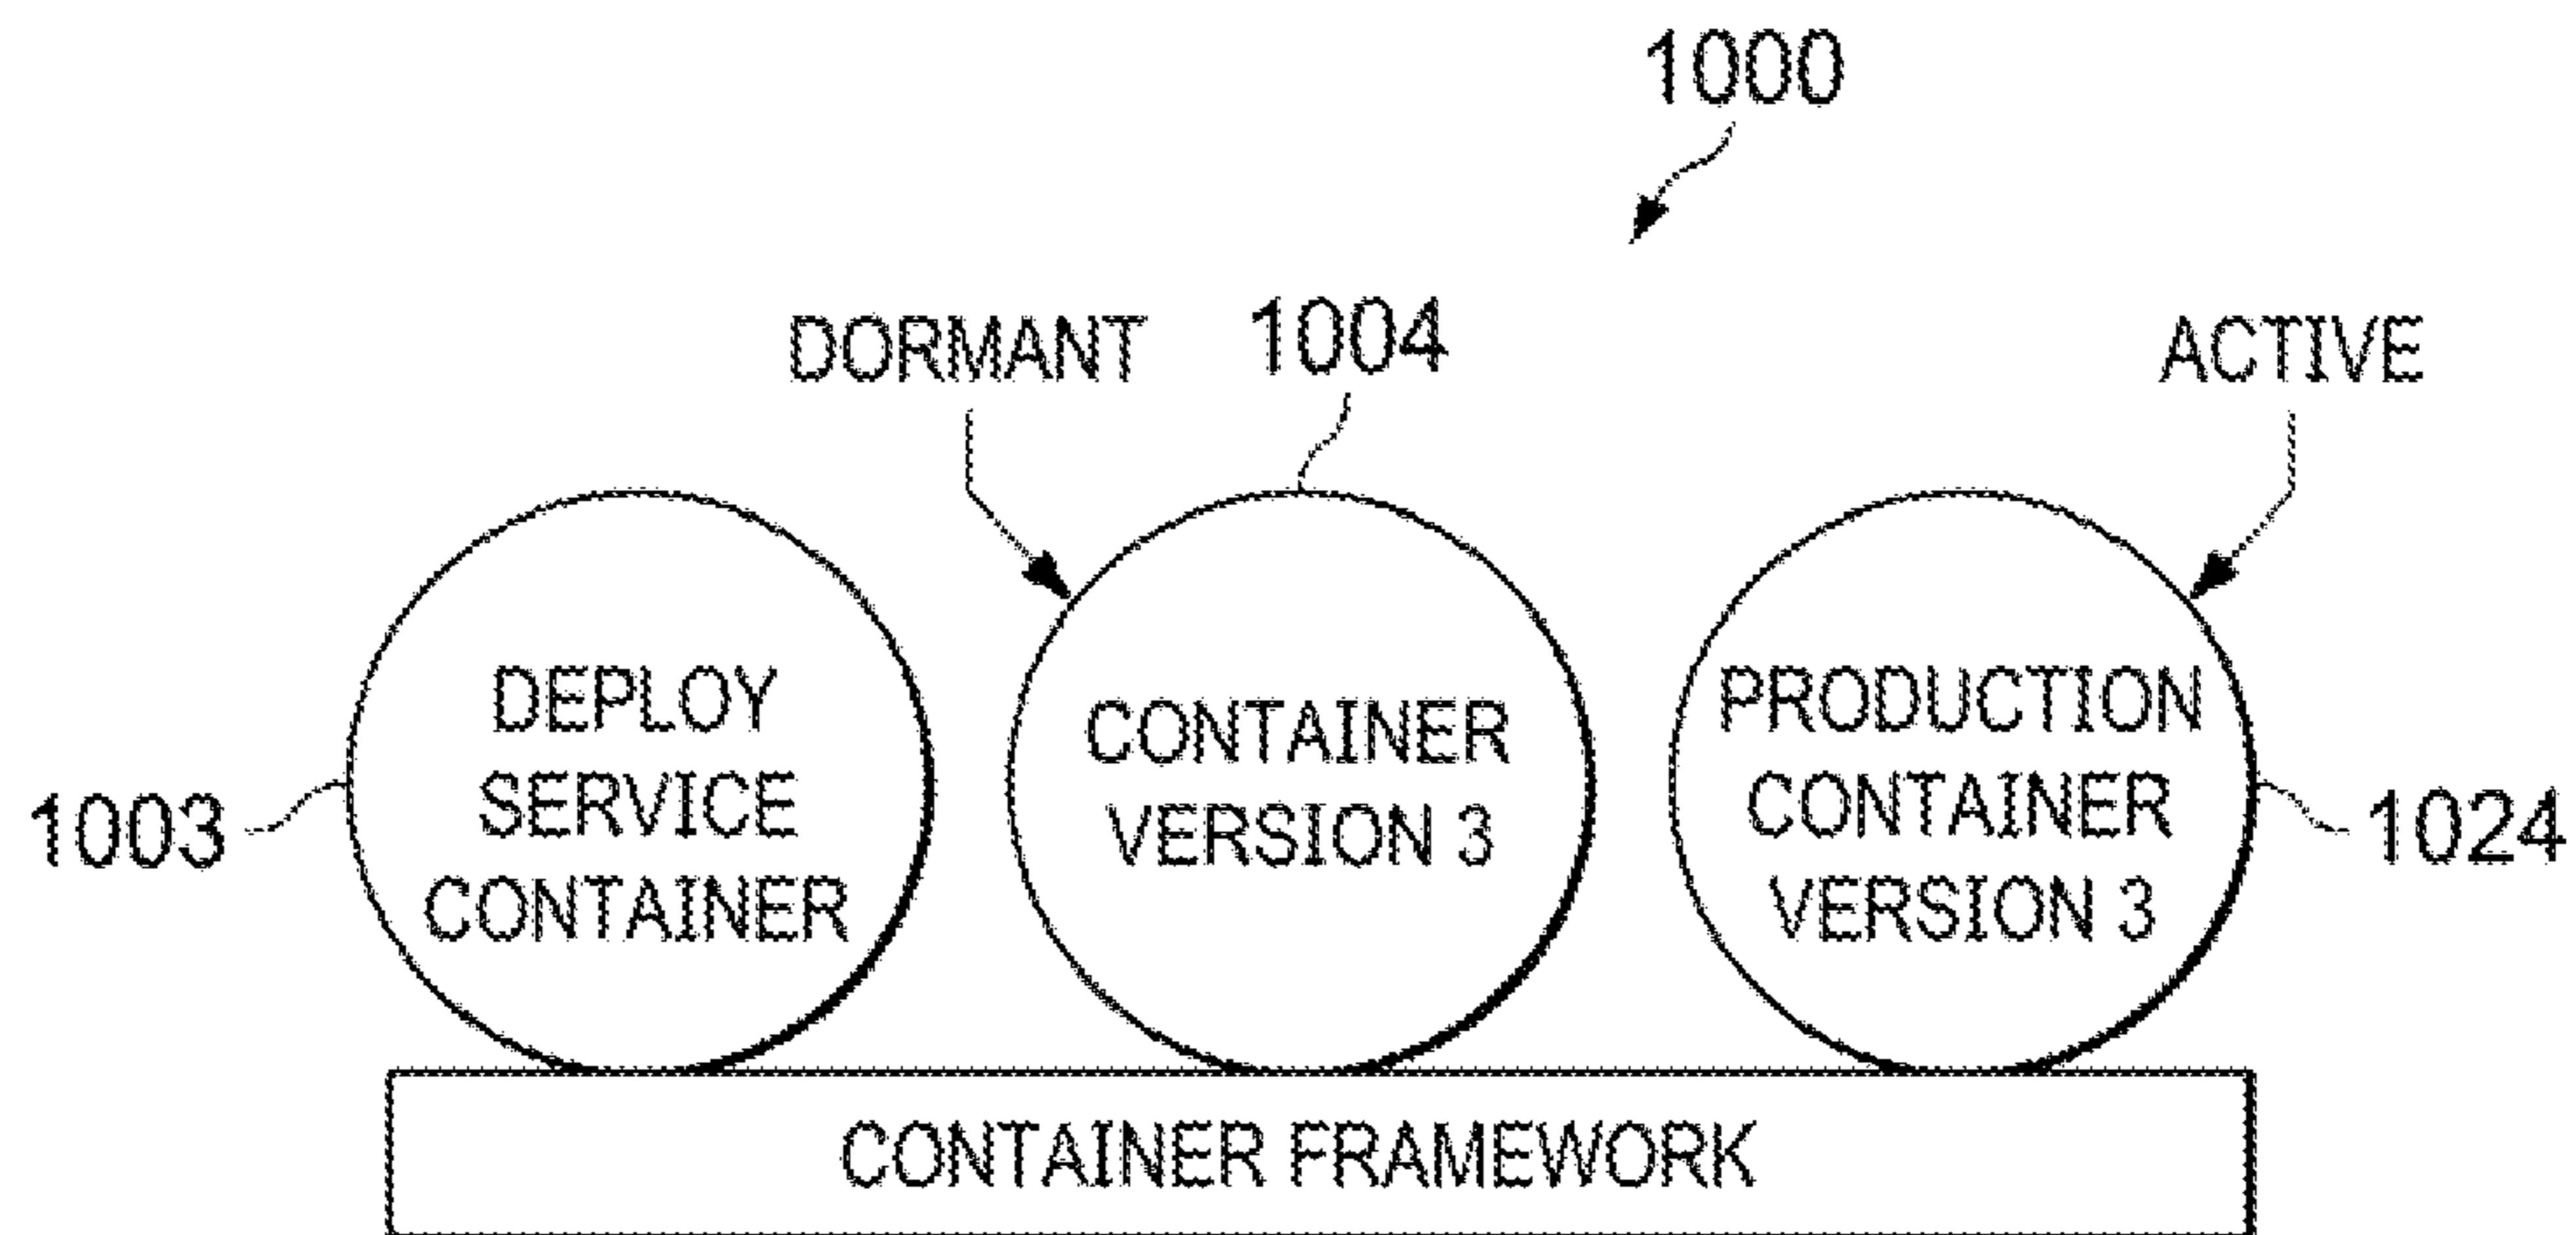 1000
DORMANT
1004
ACTIVE
DEPLOY
SERVICE
CONTAINER
1003
CONTAINER
VERSION 3
PRODUCTION
CONTAINER
VERSION 3
1024
CONTAINER FRAMEWORK